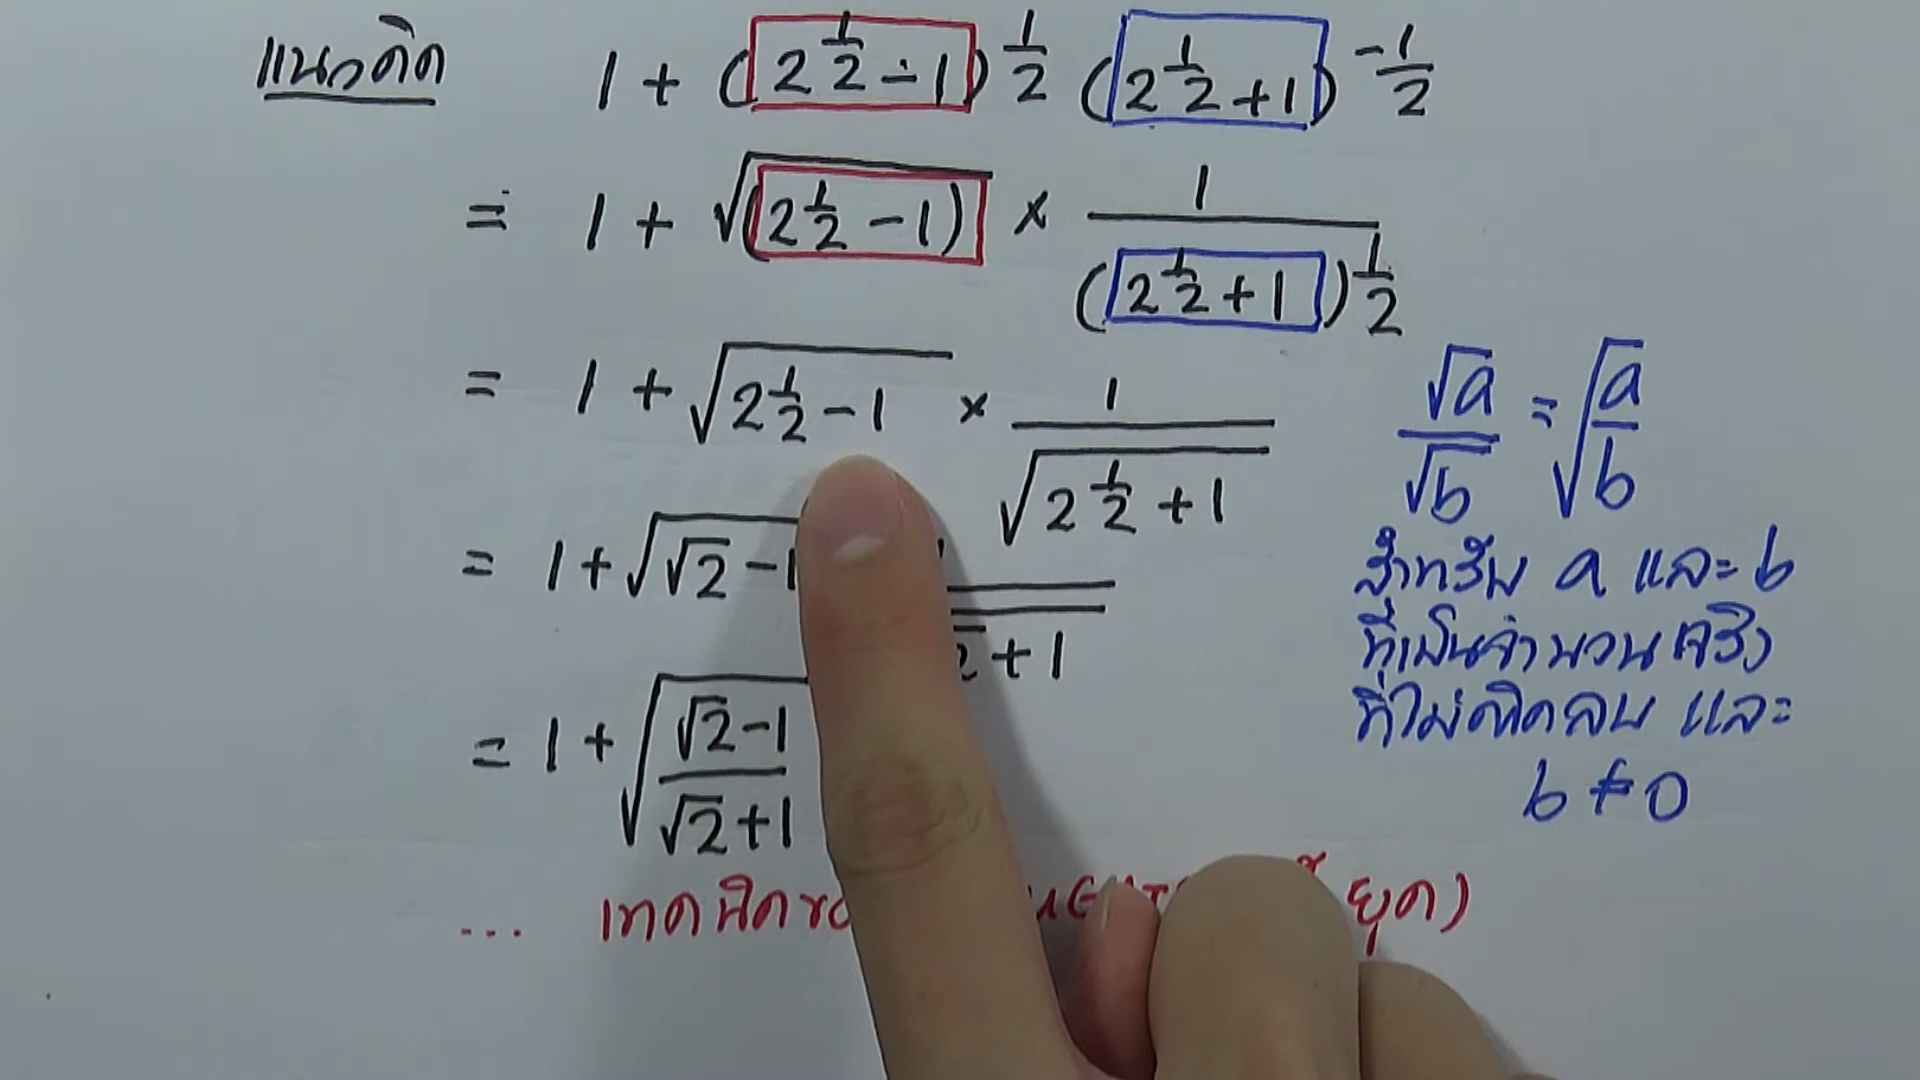 แนวคิด 1 + (2^{1/2} - 1)^{1/2} (2^{1/2} + 1)^{-1/2}
= 1 + √(2^{1/2} - 1) × 1/(2^{1/2} + 1)^{1/2}
= 1 + √(2^{1/2} - 1) × 1/√(2^{1/2} + 1)
= 1 + √(√2 - 1
2 + 1
= 1 + √((√2 - 1)/(√2 + 1))
... เทคนิค
ยุค)
√a/√b = √(a/b)
สำหรับ a และ b
ที่เป็นจำนวนจริง
ที่ไม่ติดลบ และ
b ≠ 0